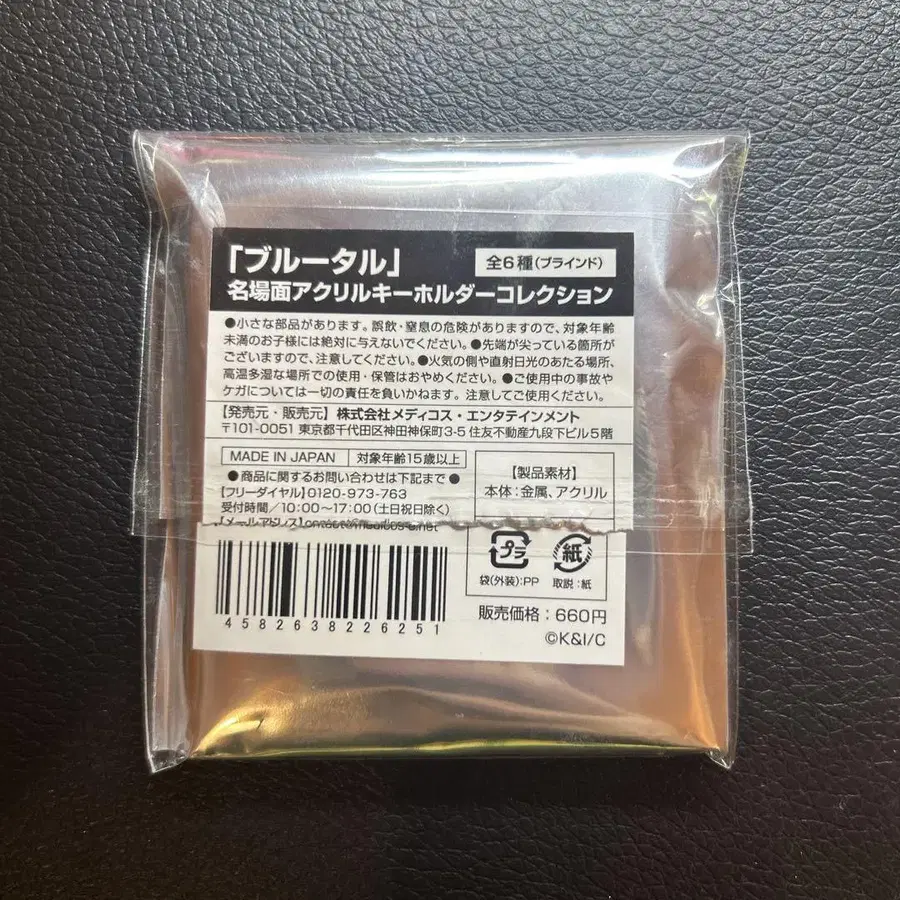 「ブルータル」 全6種(ブラインド)
名場面アクリルキーホルダーコレクション
●小さな部品があります。誤飲・窒息の危険がありますので、対象年齢
未満のお子様には絶対に与えないでください。●先端が尖っている箇所が
ございますので、注意してください。●火気の側や直射日光のあたる場所、
高温多湿な場所での使用・保管はおやめください。●ご使用中の事故や
ケガについては一切の責任を負いかねます。注意してご使用ください。
【発売元・販売元】株式会社メディコス・エンタテインメント
〒101-0051 東京都千代田区神田神保町3-5 住友不動産九段下ビル5階
MADE IN JAPAN 対象年齢15歳以上
●商品に関するお問い合わせは下記まで●
【フリーダイヤル】0120-973-763
受付時間/10:00〜17:00(土日祝日除く)
【メールアドレス】
【製品素材】
本体:金属、アクリル
プラ 紙
袋(外装):PP 取説:紙
4582638226251
販売価格:660円
©K&I/C